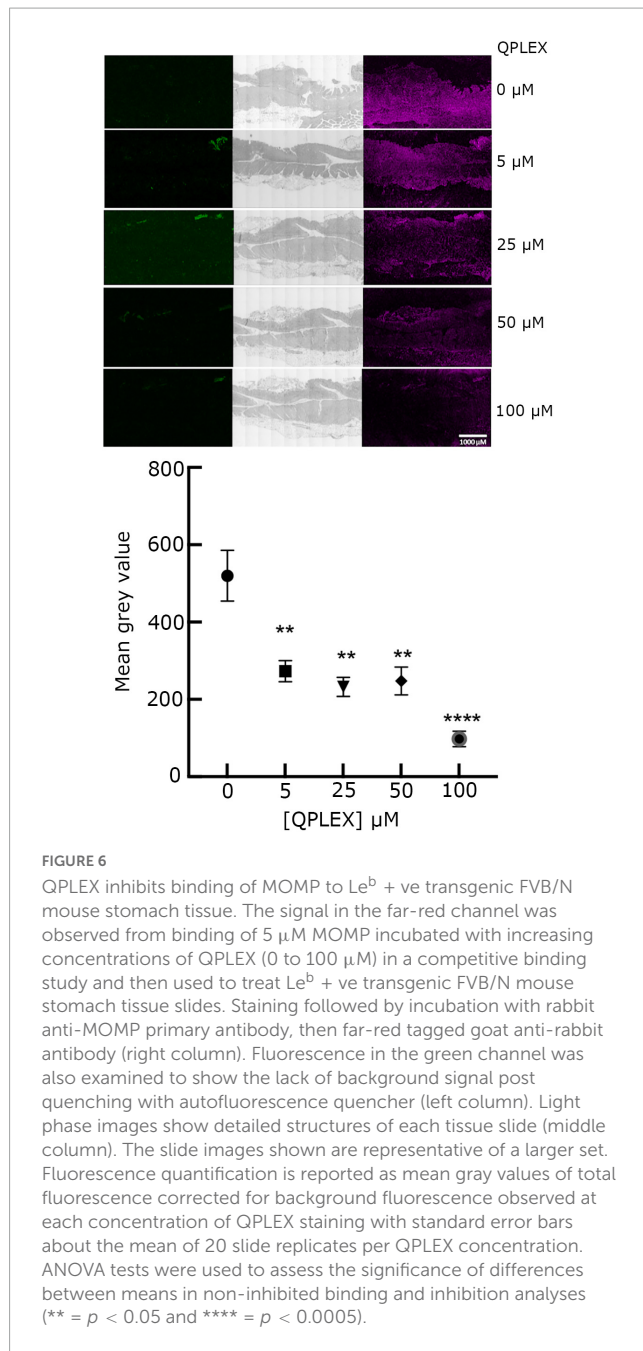 QPLEX
0 µM
5 µM
25 µM
50 µM
100 µM
1000 µM
800
600
400
200
0
Mean grey value
**
**
**
****
0 5 25 50 100
[QPLEX] µM
FIGURE 6
QPLEX inhibits binding of MOMP to Leᵇ + ve transgenic FVB/N
mouse stomach tissue. The signal in the far-red channel was
observed from binding of 5 µM MOMP incubated with increasing
concentrations of QPLEX (0 to 100 µM) in a competitive binding
study and then used to treat Leᵇ + ve transgenic FVB/N mouse
stomach tissue slides. Staining followed by incubation with rabbit
anti-MOMP primary antibody, then far-red tagged goat anti-rabbit
antibody (right column). Fluorescence in the green channel was
also examined to show the lack of background signal post
quenching with autofluorescence quencher (left column). Light
phase images show detailed structures of each tissue slide (middle
column). The slide images shown are representative of a larger set.
Fluorescence quantification is reported as mean gray values of total
fluorescence corrected for background fluorescence observed at
each concentration of QPLEX staining with standard error bars
about the mean of 20 slide replicates per QPLEX concentration.
ANOVA tests were used to assess the significance of differences
between means in non-inhibited binding and inhibition analyses
(** = p < 0.05 and **** = p < 0.0005).